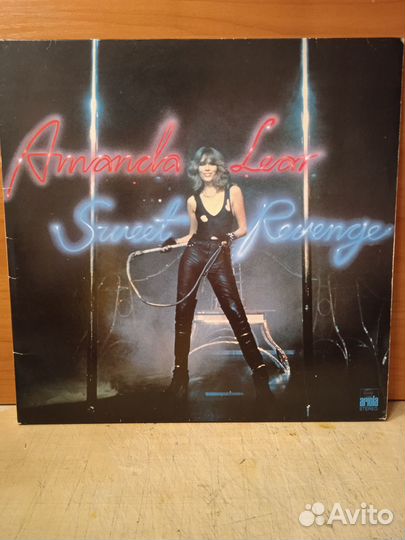 Amanda Lear
Sweet Revenge
ariola
STEREO
Avito